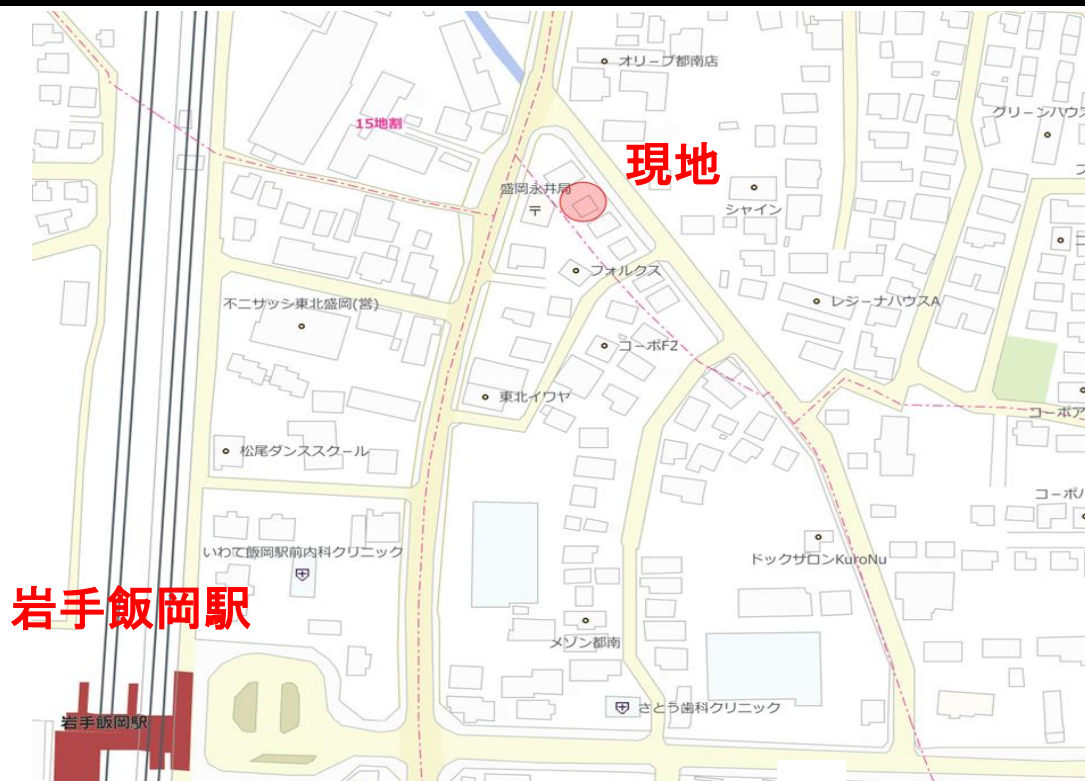 オリーブ都南店
グリーンハウス
15地割
現地
盛岡永井局
〒
シャイン
フォルクス
レジーナハウスA
不二サッシ東北盛岡(営)
コーポF2
東北イワヤ
コーポア
松尾ダンススクール
コーポハ
いわて飯岡駅前内科クリニック
ドックサロンKuroNu
岩手飯岡駅
メゾン都南
さとう歯科クリニック
岩手飯岡駅